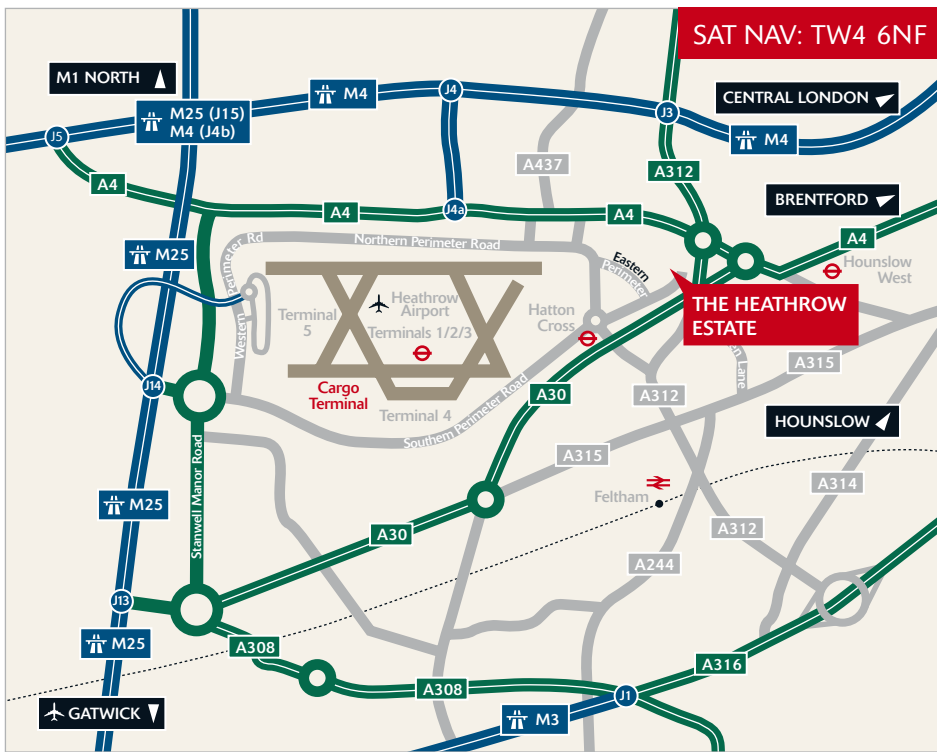 SAT NAV: TW4 6NF
M1 NORTH
M4
J4
CENTRAL LONDON
M25 (J15)
M4 (J4b)
J5
J3
M4
A437
A312
A4
BRENTFORD
J4a
A4
A4
A4
Northern Perimeter Road
Western Perimeter Rd
M25
Eastern
Perimeter
Hounslow
West
Terminal
5
Heathrow
Airport
Terminals 1/2/3
Hatton
Cross
THE HEATHROW
ESTATE
Lane
A315
J14
Cargo
Terminal
Terminal 4
A30
A312
Southern Perimeter Road
HOUNSLOW
A315
Stanwell Manor Road
M25
Feltham
A314
A30
A312
A244
J13
M25
A308
A316
A308
J1
GATWICK
M3